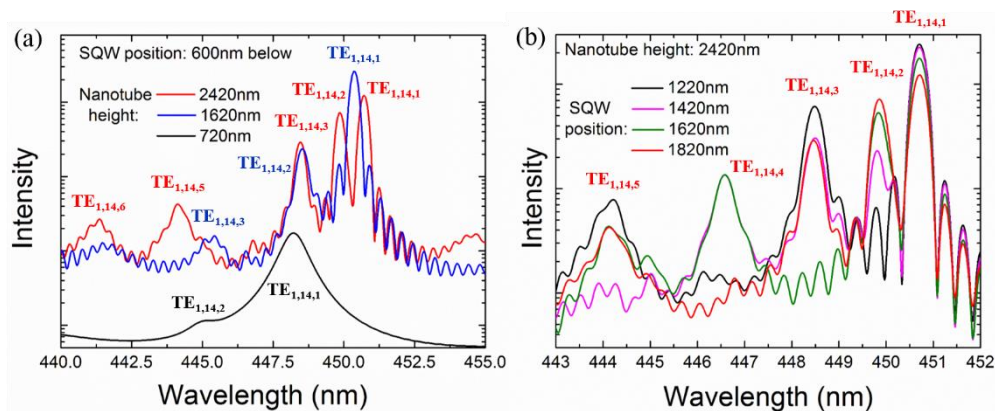 (a)
SQW position: 600nm below
Nanotube
height:
2420nm
1620nm
720nm
TE1,14,1
TE1,14,1
TE1,14,2
TE1,14,3
TE1,14,2
TE1,14,5
TE1,14,6
TE1,14,3
TE1,14,2
TE1,14,1
Intensity
440.0 442.5 445.0 447.5 450.0 452.5 455.0
Wavelength (nm)
(b)
Nanotube height: 2420nm
SQW
position:
1220nm
1420nm
1620nm
1820nm
TE1,14,1
TE1,14,2
TE1,14,3
TE1,14,4
TE1,14,5
Intensity
443 444 445 446 447 448 449 450 451 452
Wavelength (nm)